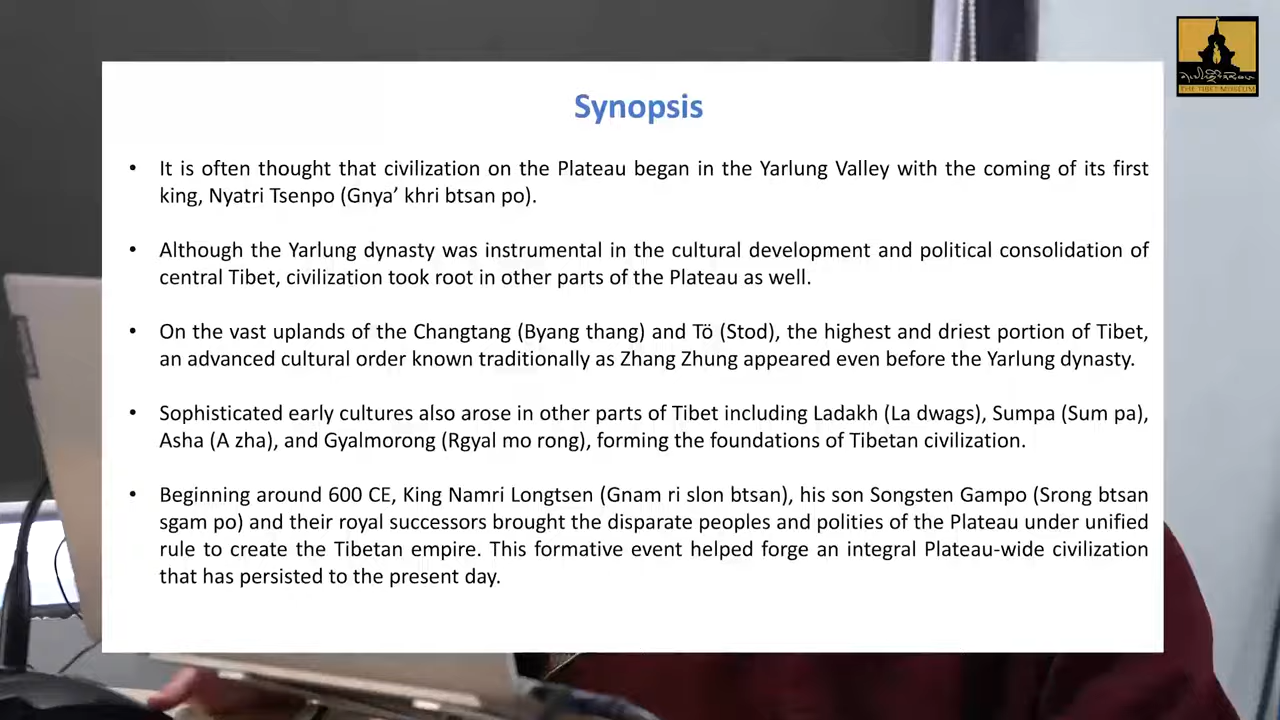 Synopsis
• It is often thought that civilization on the Plateau began in the Yarlung Valley with the coming of its first
king, Nyatri Tsenpo (Gnya’ khri btsan po).
• Although the Yarlung dynasty was instrumental in the cultural development and political consolidation of
central Tibet, civilization took root in other parts of the Plateau as well.
• On the vast uplands of the Changtang (Byang thang) and Tö (Stod), the highest and driest portion of Tibet,
an advanced cultural order known traditionally as Zhang Zhung appeared even before the Yarlung dynasty.
• Sophisticated early cultures also arose in other parts of Tibet including Ladakh (La dwags), Sumpa (Sum pa),
Asha (A zha), and Gyalmorong (Rgyal mo rong), forming the foundations of Tibetan civilization.
• Beginning around 600 CE, King Namri Longtsen (Gnam ri slon btsan), his son Songsten Gampo (Srong btsan
sgam po) and their royal successors brought the disparate peoples and polities of the Plateau under unified
rule to create the Tibetan empire. This formative event helped forge an integral Plateau-wide civilization
that has persisted to the present day.
THE TIBET MUSEUM